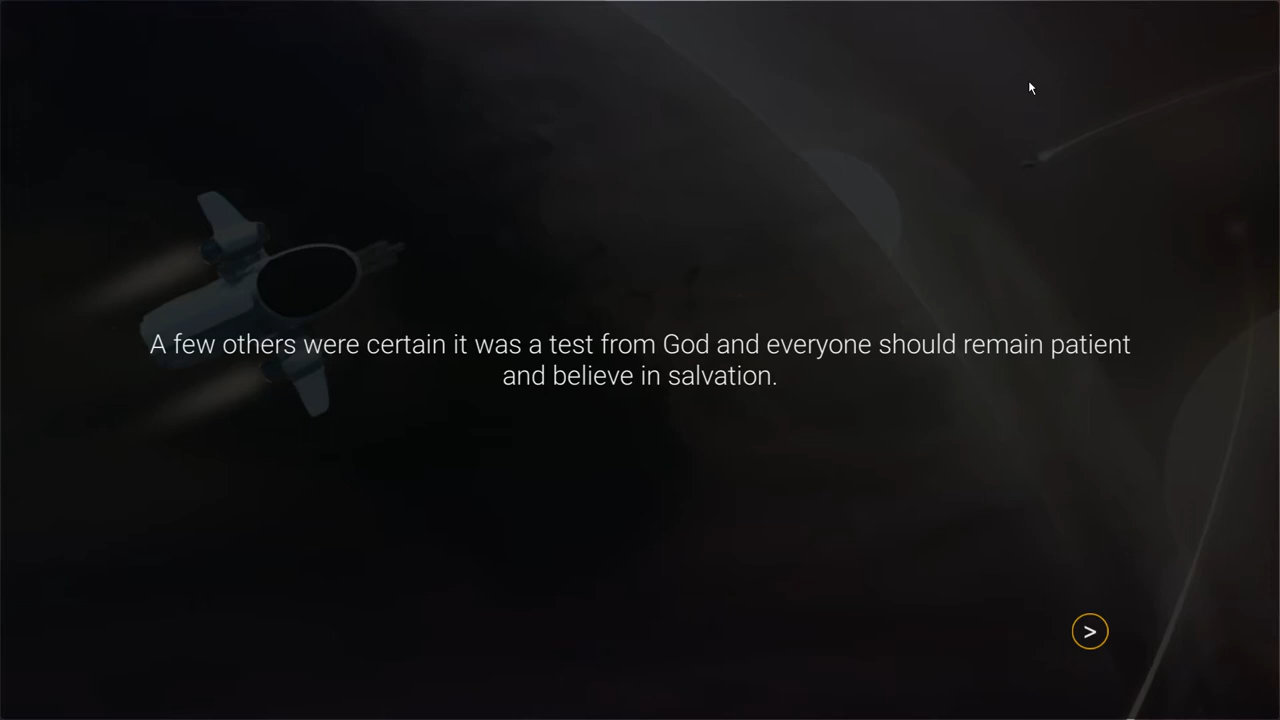 A few others were certain it was a test from God and everyone should remain patient
and believe in salvation.
>